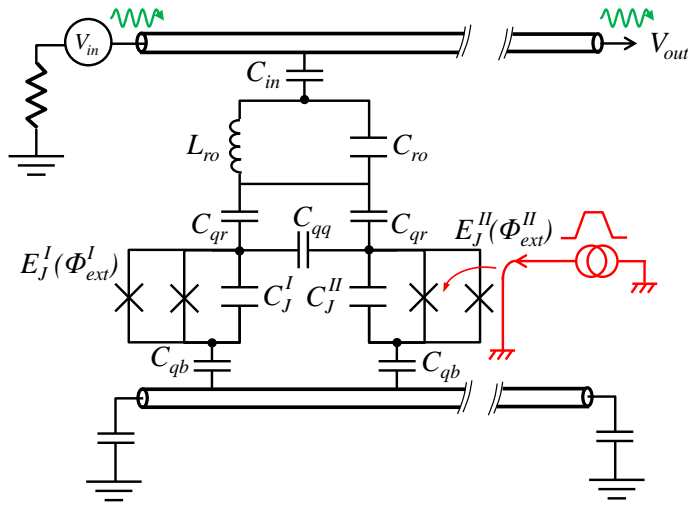 V_in
V_out
C_in
L_ro
C_ro
C_qr
C_qq
C_qr
E_J^I(Φ_ext^I)
E_J^II(Φ_ext^II)
C_J^I
C_J^II
C_qb
C_qb